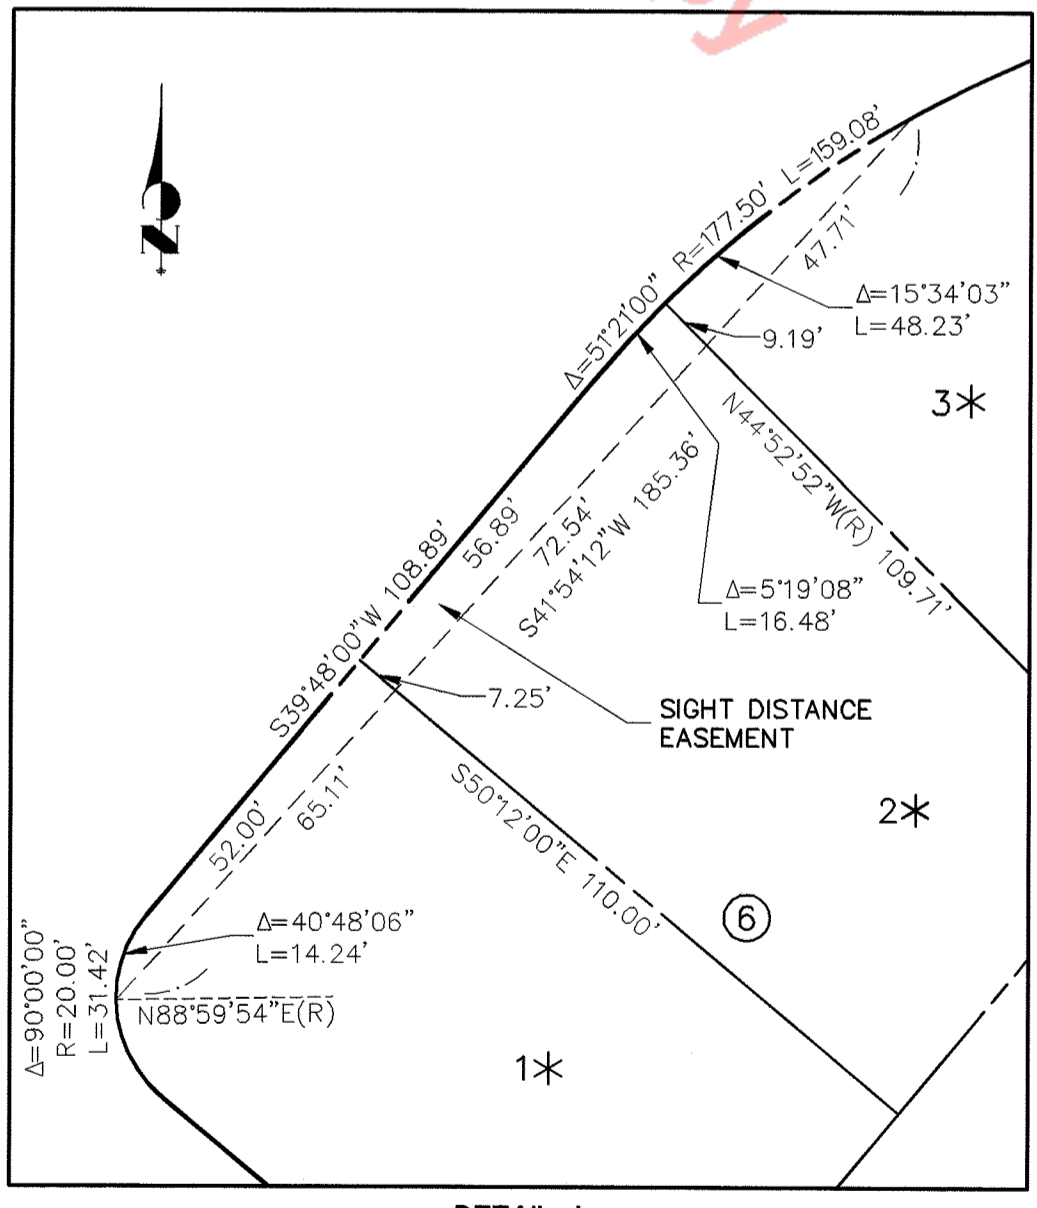 y
N
Δ=51°21'00" R=177.50' L=159.08'
47.71'
Δ=15°34'03"
L=48.23'
9.19'
3*
N44°52'52"W(R) 109.71'
S39°48'00"W 108.89'
56.89'
72.54'
S41°54'12"W 185.36'
Δ=5°19'08"
L=16.48'
7.25'
SIGHT DISTANCE
EASEMENT
2*
S50°12'00"E 110.00'
6
52.00'
65.11'
Δ=40°48'06"
L=14.24'
Δ=90°00'00"
R=20.00'
L=31.42'
N88°59'54"E(R)
1*